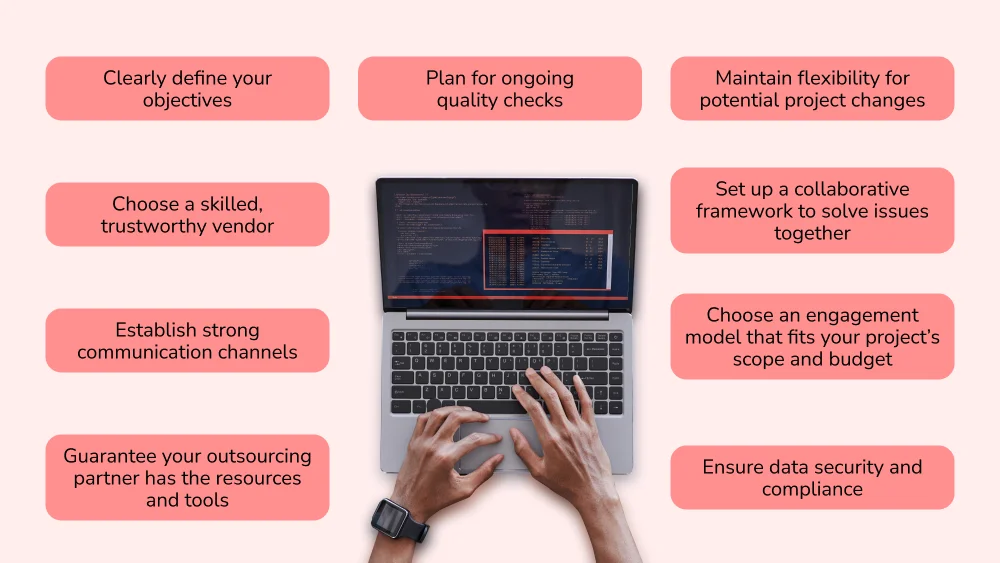 Clearly define your
objectives
Plan for ongoing
quality checks
Maintain flexibility for
potential project changes
Choose a skilled,
trustworthy vendor
Set up a collaborative
framework to solve issues
together
Establish strong
communication channels
Choose an engagement
model that fits your project’s
scope and budget
Guarantee your outsourcing
partner has the resources
and tools
Ensure data security and
compliance